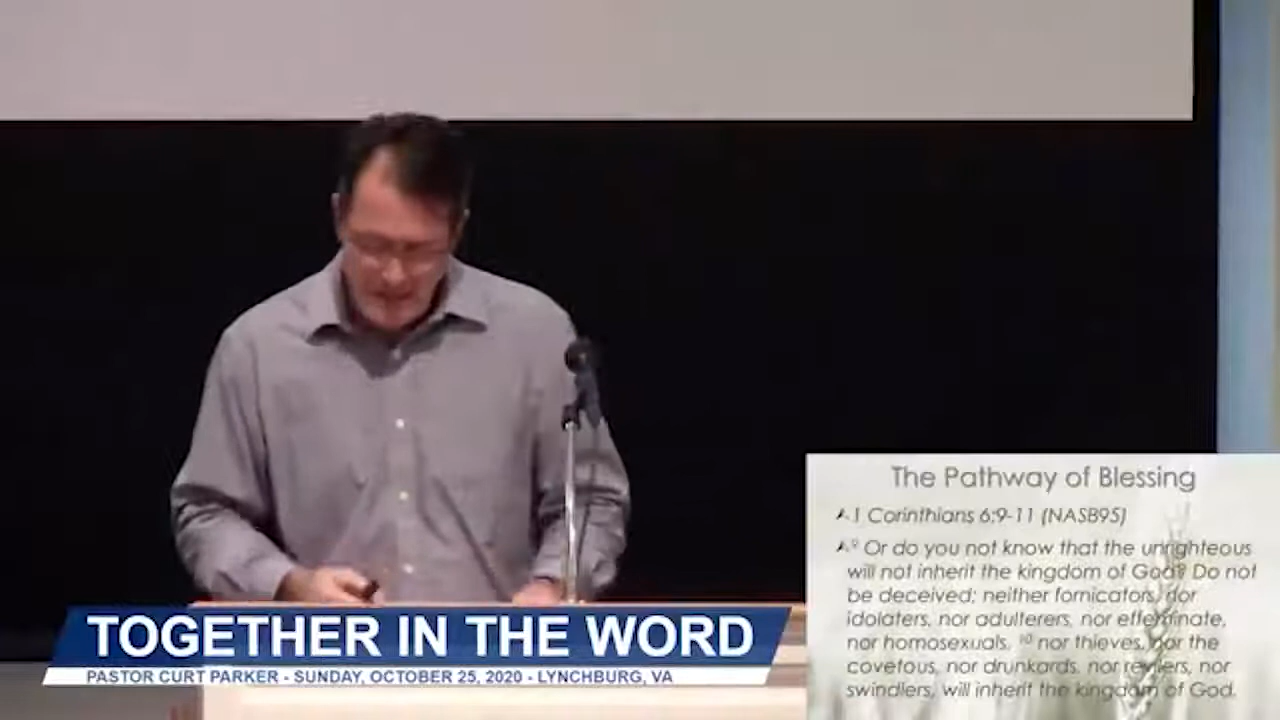 The Pathway of Blessing
1 Corinthians 6:9-11 (NASB95)
9 Or do you not know that the unrighteous
will not inherit the kingdom of God? Do not
be deceived; neither fornicators, nor
idolaters, nor adulterers, nor effeminate,
nor homosexuals, 10 nor thieves, nor the
covetous, nor drunkards, nor revilers, nor
swindlers, will inherit the kingdom of God.
TOGETHER IN THE WORD
PASTOR CURT PARKER - SUNDAY, OCTOBER 25, 2020 - LYNCHBURG, VA